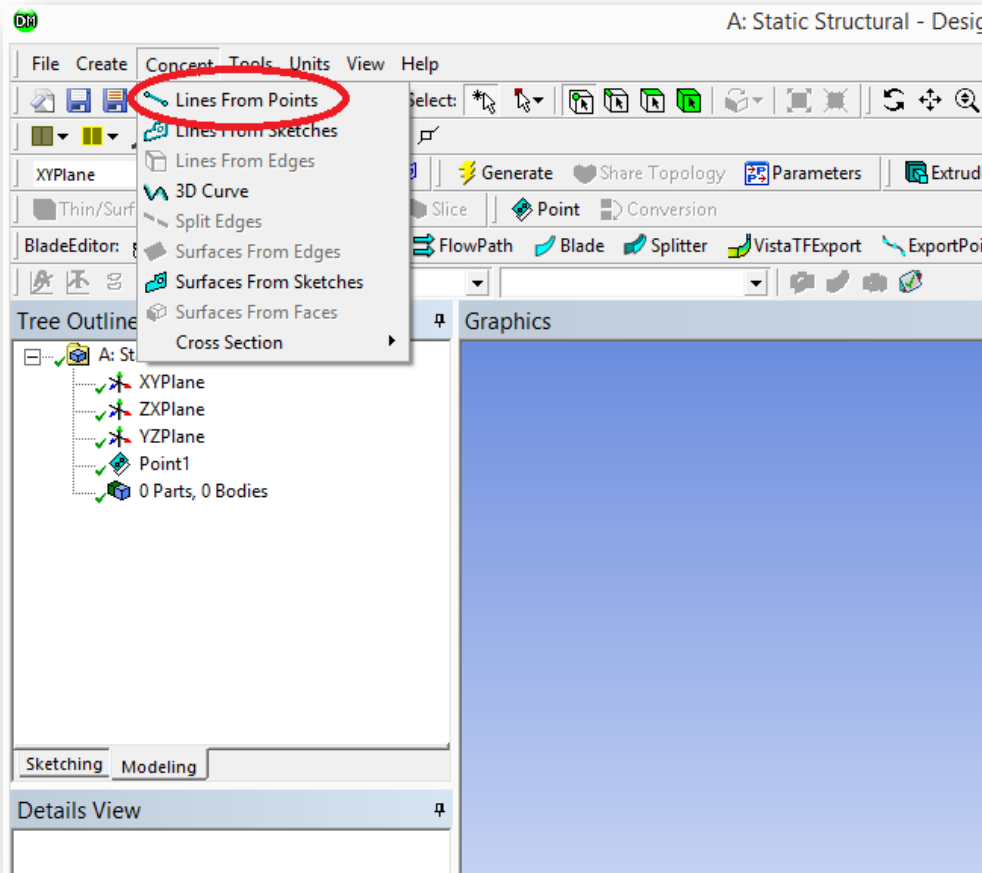 DM
A: Static Structural - Desig
File Create Concept Tools Units View Help
Lines From Points
Select:
Lines From Sketches
Lines From Edges
XYPlane
Generate Share Topology Parameters Extrud
3D Curve
Thin/Surf
Split Edges
Slice Point Conversion
BladeEditor:
Surfaces From Edges
FlowPath Blade Splitter VistaTFExport ExportPoi
Surfaces From Sketches
Surfaces From Faces
Cross Section
Tree Outline
Graphics
A: St
XYPlane
ZXPlane
YZPlane
Point1
0 Parts, 0 Bodies
Sketching Modeling
Details View